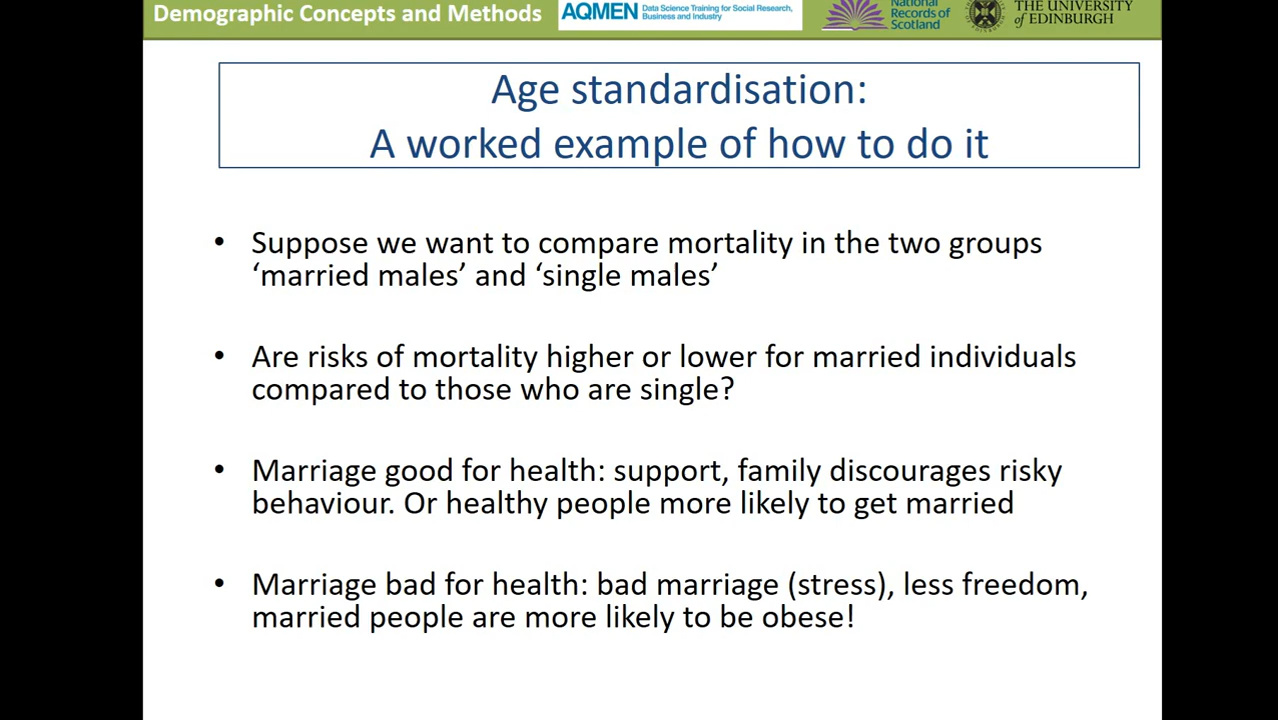 Demographic Concepts and Methods
AQMEN
Data Science Training for Social Research,
Business and Industry
National
Records of
Scotland
THE UNIVERSITY
of EDINBURGH
Age standardisation:
A worked example of how to do it
• Suppose we want to compare mortality in the two groups
‘married males’ and ‘single males’
• Are risks of mortality higher or lower for married individuals
compared to those who are single?
• Marriage good for health: support, family discourages risky
behaviour. Or healthy people more likely to get married
• Marriage bad for health: bad marriage (stress), less freedom,
married people are more likely to be obese!